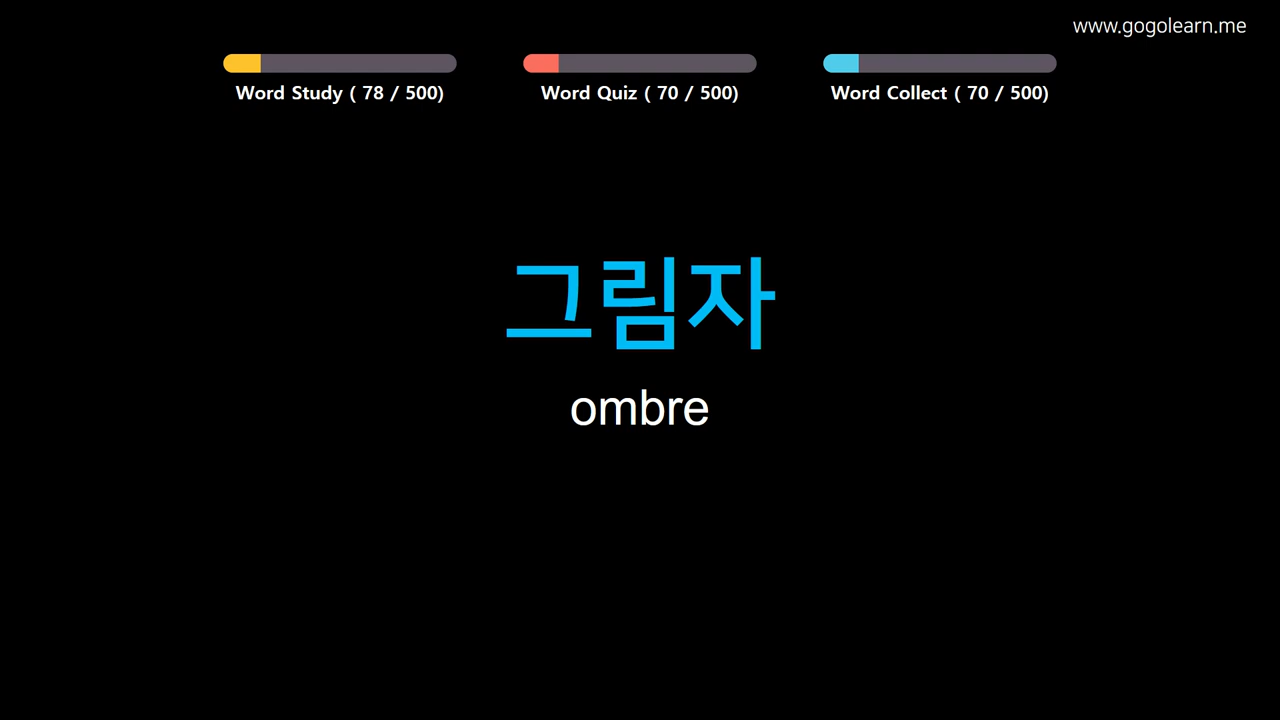 www.gogolearn.me
Word Study ( 78 / 500)
Word Quiz ( 70 / 500)
Word Collect ( 70 / 500)
그림자
ombre